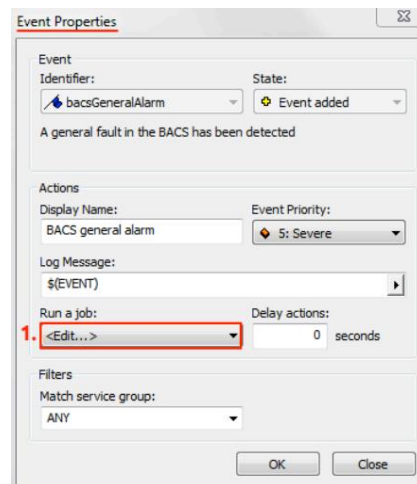 Event Properties
Event
Identifier:
State:
bacsGeneralAlarm
Event added
A general fault in the BACS has been detected
Actions
Display Name:
Event Priority:
BACS general alarm
5: Severe
Log Message:
$(EVENT)
Run a job:
Delay actions:
1. <Edit...>
0 seconds
Filters
Match service group:
ANY
OK
Close